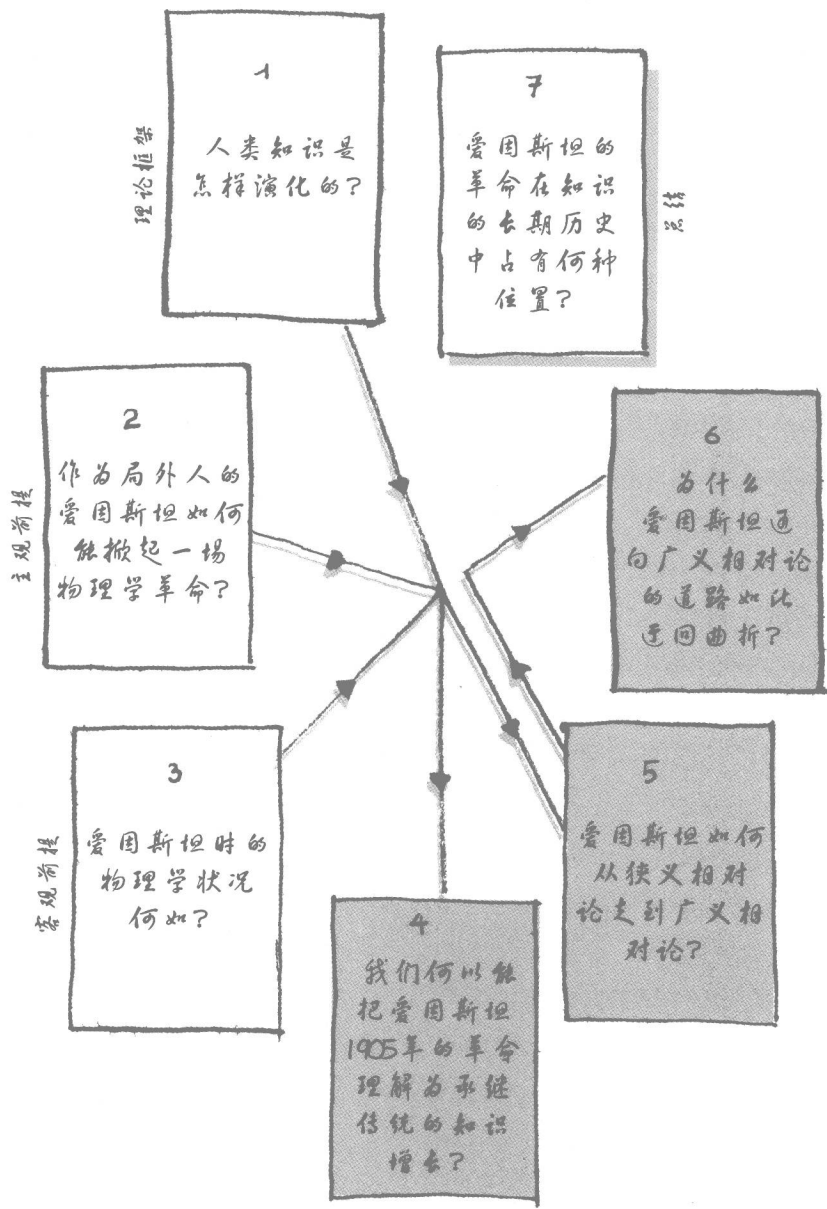 1
人类知识是
怎样演化的?
理论框架
7
爱因斯坦的
革命在知识
的长期历史
中占有何种
位置?
总结
2
作为局外人的
爱因斯坦如何
能掀起一场
物理学革命?
主观前提
3
爱因斯坦时的
物理学状况
何如?
客观前提
4
我们何以能
把爱因斯坦
1905年的革命
理解为承继
传统的知识
增长?
5
爱因斯坦如何
从狭义相对
论走到广义相
对论?
6
为什么
爱因斯坦通
向广义相对论
的道路如此
迂回曲折?